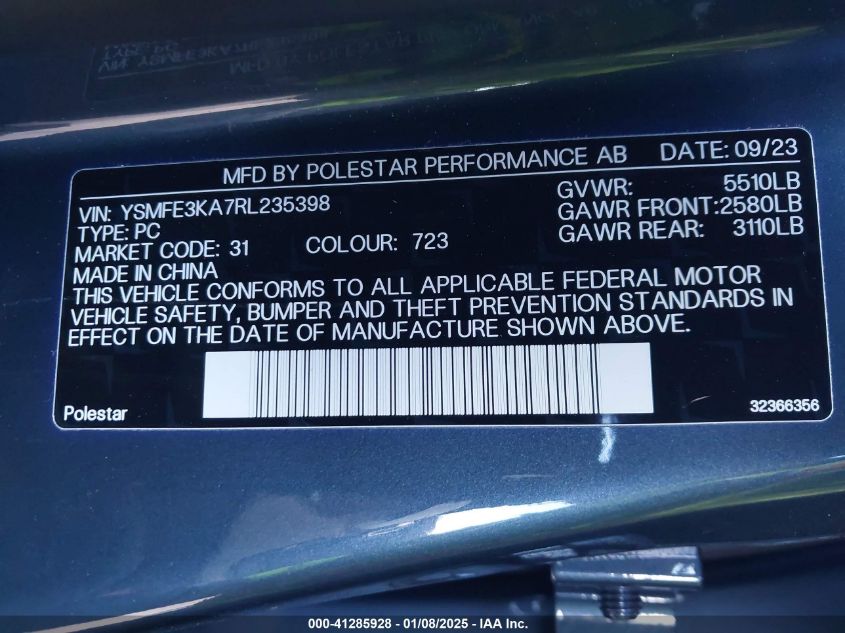 MFD BY POLESTAR PERFORMANCE AB DATE: 09/23
VIN: YSMFE3KA7RL235398 GVWR: 5510LB
TYPE: PC GAWR FRONT:2580LB
MARKET CODE: 31 COLOUR: 723 GAWR REAR: 3110LB
MADE IN CHINA
THIS VEHICLE CONFORMS TO ALL APPLICABLE FEDERAL MOTOR
VEHICLE SAFETY, BUMPER AND THEFT PREVENTION STANDARDS IN
EFFECT ON THE DATE OF MANUFACTURE SHOWN ABOVE.
Polestar 32366356
000-41285928 - 01/08/2025 - IAA Inc.